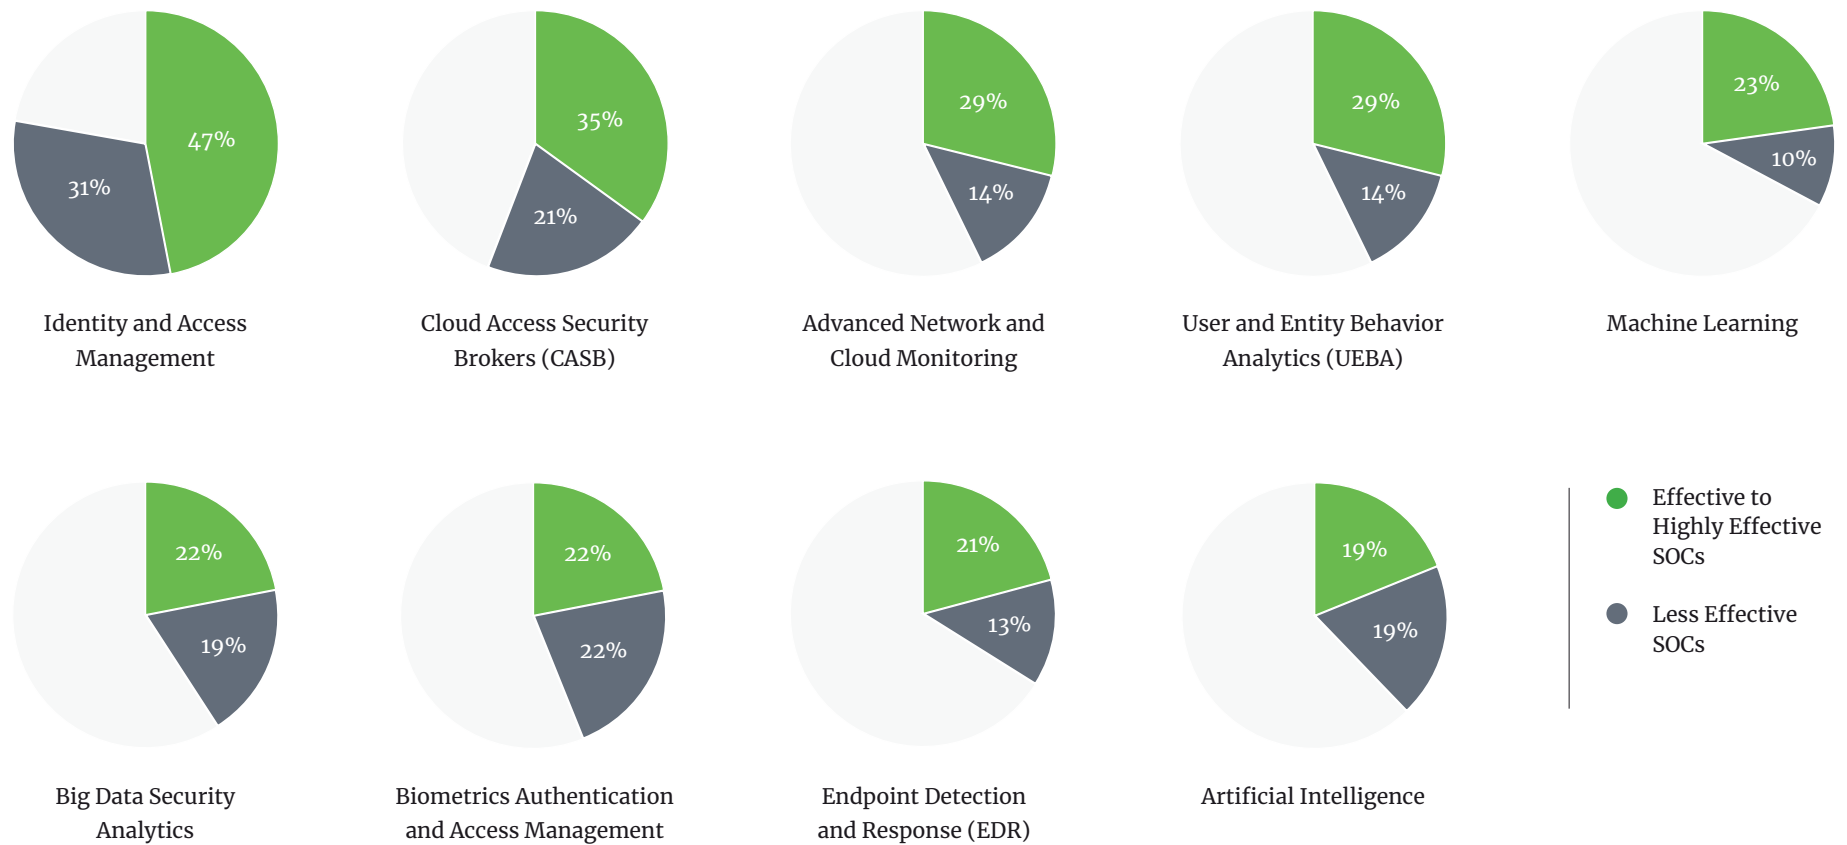 47%
31%
Identity and Access
Management
35%
21%
Cloud Access Security
Brokers (CASB)
29%
14%
Advanced Network and
Cloud Monitoring
29%
14%
User and Entity Behavior
Analytics (UEBA)
23%
10%
Machine Learning
22%
19%
Big Data Security
Analytics
22%
22%
Biometrics Authentication
and Access Management
21%
13%
Endpoint Detection
and Response (EDR)
19%
19%
Artificial Intelligence
Effective to
Highly Effective
SOCs
Less Effective
SOCs